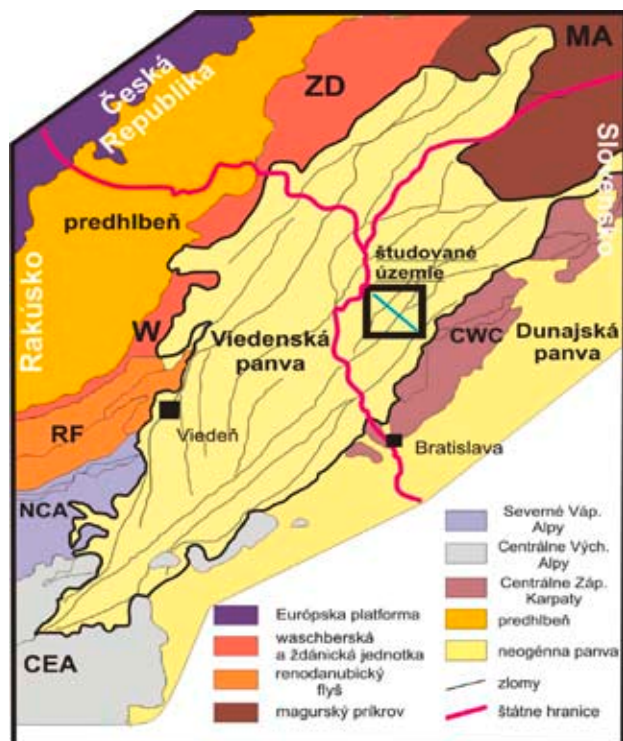 MA
Česká
Republika
ZD
Slovensko
predhlbeň
študované
územie
Rakúsko
W
Viedenská
panva
CWC
Dunajská
panva
RF
Viedeň
Bratislava
NCA
CEA
Severné Váp.
Alpy
Centrálne Vých.
Alpy
Centrálne Záp.
Karpaty
Európska platforma
predhlbeň
waschberská
a ždánická jednotka
neogénna panva
renodanubický
flyš
zlomy
magurský príkrov
štátne hranice